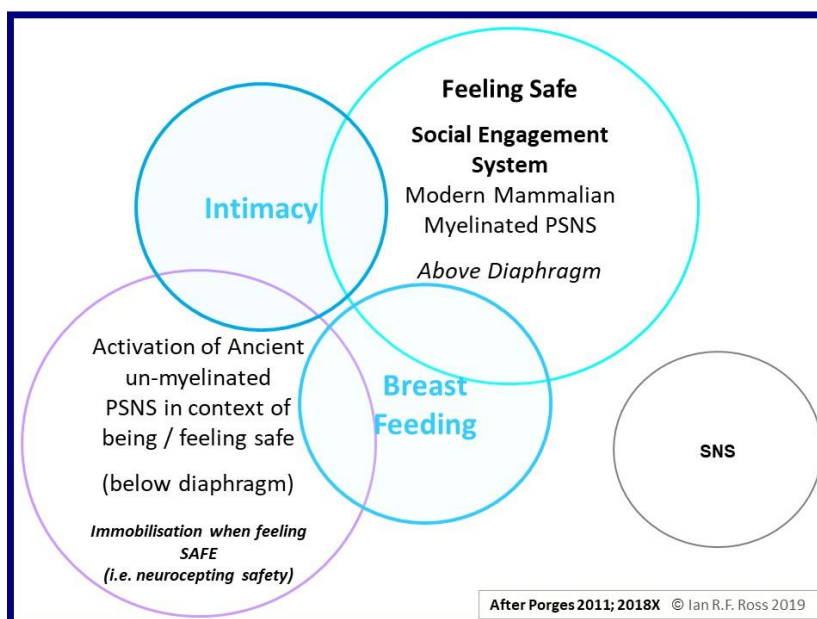 Feeling Safe
Social Engagement
System
Modern Mammalian
Myelinated PSNS
Above Diaphragm
Intimacy
Activation of Ancient
un-myelinated
PSNS in context of
being / feeling safe
(below diaphragm)
Immobilisation when feeling
SAFE
(i.e. neurocepting safety)
Breast
Feeding
SNS
After Porges 2011; 2018X © Ian R.F. Ross 2019